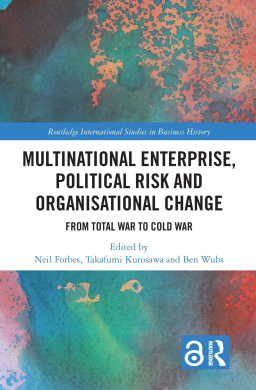 Routledge International Studies in Business History
MULTINATIONAL ENTERPRISE,
POLITICAL RISK AND
ORGANISATIONAL CHANGE
FROM TOTAL WAR TO COLD WAR
Edited by
Neil Forbes, Takafumi Kurosawa and Ben Wubs
R
ROUTLEDGE